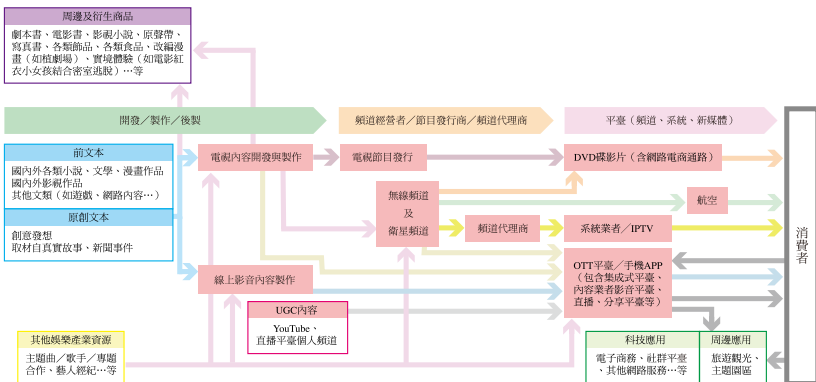 周邊及衍生商品
劇本書、電影書、影視小說、原聲帶、
寫真書、各類飾品、各類食品、改編漫
畫（如植劇場）、實境體驗（如電影紅
衣小女孩結合密室逃脫）…等
開發／製作／後製
頻道經營者／節目發行商／頻道代理商
平臺（頻道、系統、新媒體）
前文本
國內外各類小說、文學、漫畫作品
國內外影視作品
其他文類（如遊戲、網路內容…）
原創文本
創意發想
取材自真實故事、新聞事件
電視內容開發與製作
電視節目發行
DVD碟影片（含網路電商通路）
無線頻道
及
衛星頻道
航空
頻道代理商
系統業者／IPTV
線上影音內容製作
OTT平臺／手機APP
（包含集成式平臺、
內容業者影音平臺、
直播、分享平臺等）
消費者
UGC內容
YouTube、
直播平臺個人頻道
其他娛樂產業資源
主題曲／歌手／專題
合作、藝人經紀…等
科技應用
電子商務、社群平臺
、其他網路服務…等
周邊應用
旅遊觀光、
主題園區